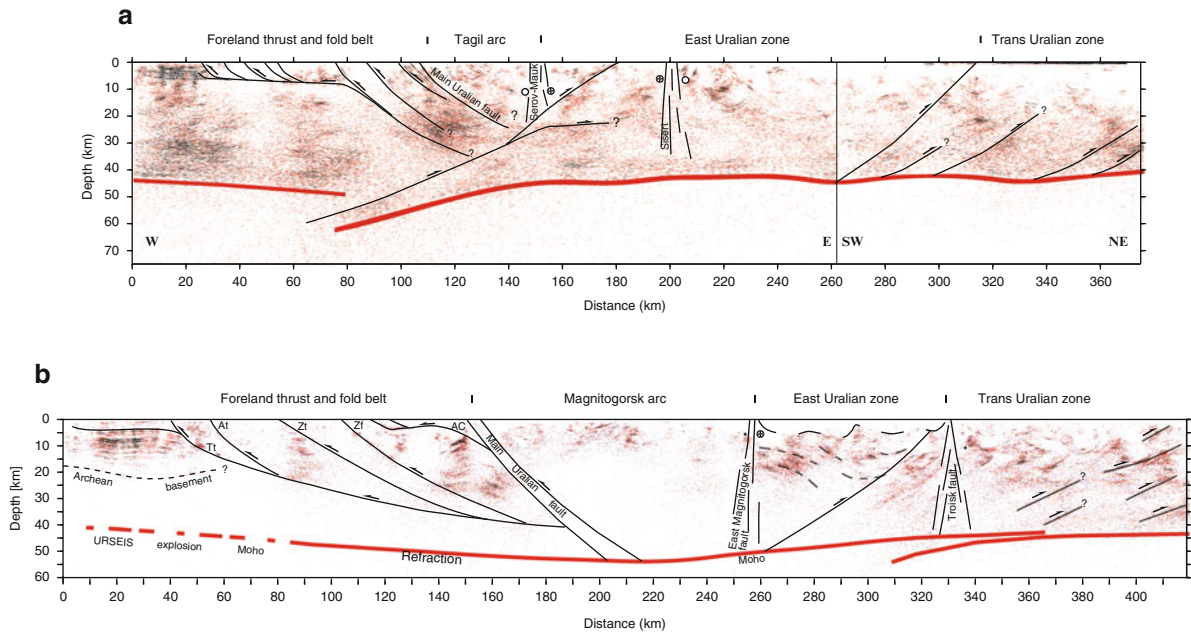 a
Foreland thrust and fold belt Tagil arc East Uralian zone Trans Uralian zone
0
10
20
30
40
50
60
70
Depth (km)
Main Uralian fault
?
?
?
Serov-Mauk
?
Sisert
?
?
W E SW NE
0 20 40 60 80 100 120 140 160 180 200 220 240 260 280 300 320 340 360
Distance (km)
b
Foreland thrust and fold belt Magnitogorsk arc East Uralian zone Trans Uralian zone
0
10
20
30
40
50
60
Depth [km]
At Zt Zf AC
Tt
Main Uralian fault
Archean basement ?
East Magnitogorsk fault
Troisk fault
?
?
URSEIS explosion Moho
Refraction
Moho
0 20 40 60 80 100 120 140 160 180 200 220 240 260 280 300 320 340 360 380 400
Distance (km)